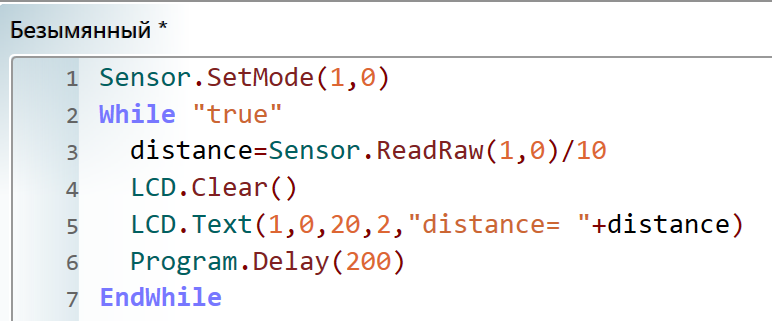 Безымянный *
1 Sensor.SetMode(1,0)
2 While "true"
3 distance=Sensor.ReadRaw(1,0)/10
4 LCD.Clear()
5 LCD.Text(1,0,20,2,"distance= "+distance)
6 Program.Delay(200)
7 EndWhile